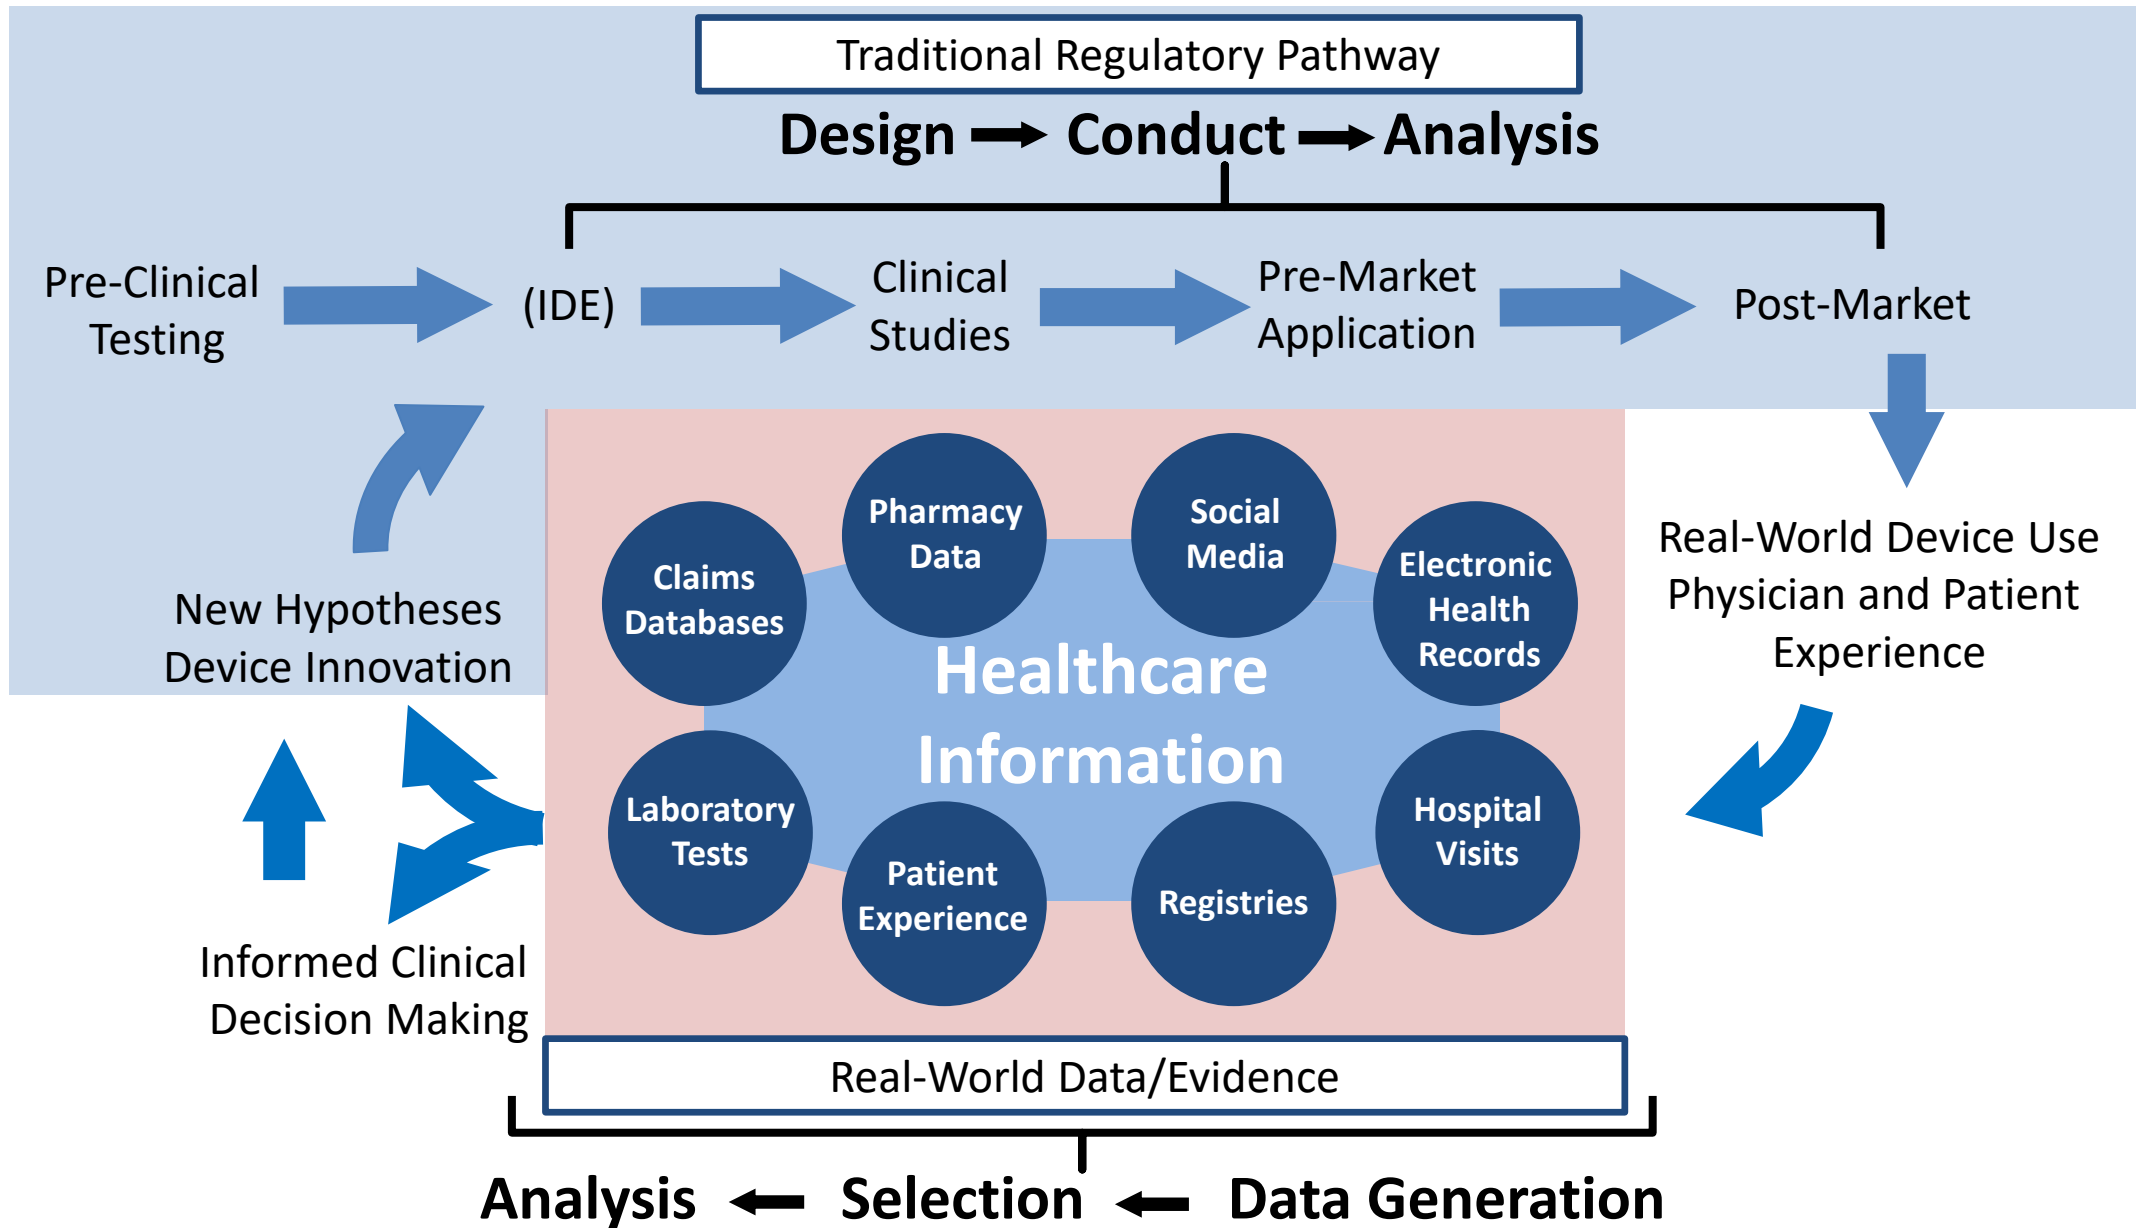 Traditional Regulatory Pathway
Design Conduct Analysis
Pre-Clinical
Testing
(IDE)
Clinical
Studies
Pre-Market
Application
Post-Market
Real-World Device Use
Physician and Patient
Experience
New Hypotheses
Device Innovation
Informed Clinical
Decision Making
Claims
Databases
Pharmacy
Data
Social
Media
Electronic
Health
Records
Healthcare
Information
Laboratory
Tests
Patient
Experience
Registries
Hospital
Visits
Real-World Data/Evidence
Analysis Selection Data Generation